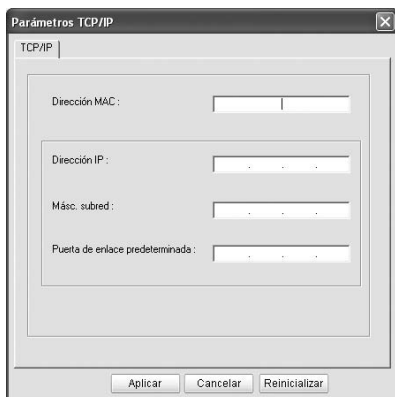 Parámetros TCP/IP
TCP/IP
Dirección MAC :
Dirección IP :
. . .
Másc. subred :
. . .
Puerta de enlace predeterminada :
. . .
Aplicar Cancelar Reinicializar